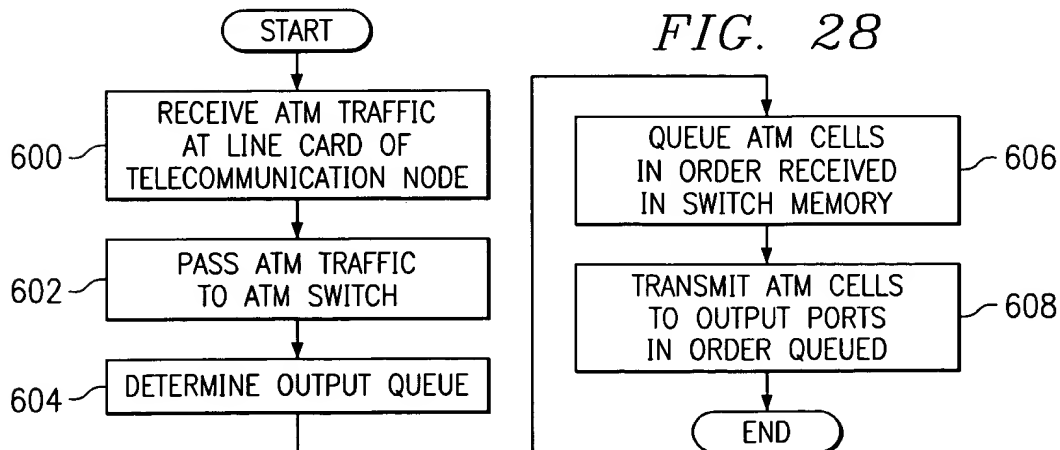 FIG. 28
START
600
RECEIVE ATM TRAFFIC
AT LINE CARD OF
TELECOMMUNICATION NODE
602
PASS ATM TRAFFIC
TO ATM SWITCH
604
DETERMINE OUTPUT QUEUE
QUEUE ATM CELLS
IN ORDER RECEIVED
IN SWITCH MEMORY
606
TRANSMIT ATM CELLS
TO OUTPUT PORTS
IN ORDER QUEUED
608
END